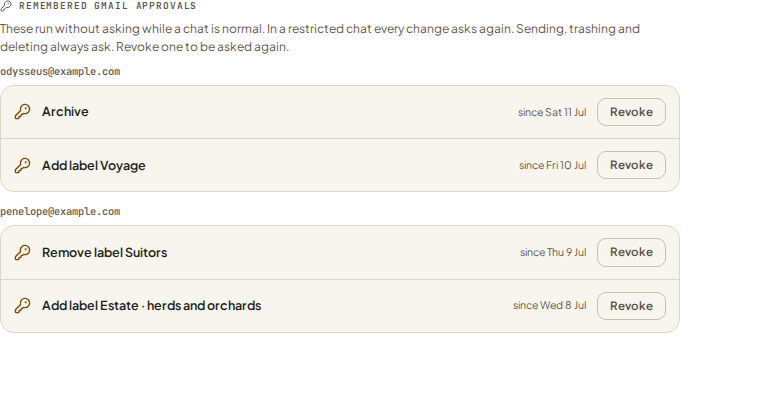 REMEMBERED GMAIL APPROVALS
These run without asking while a chat is normal. In a restricted chat every change asks again. Sending, trashing and
deleting always ask. Revoke one to be asked again.
odysseus@example.com
Archive since Sat 11 Jul Revoke
Add label Voyage since Fri 10 Jul Revoke
penelope@example.com
Remove label Suitors since Thu 9 Jul Revoke
Add label Estate · herds and orchards since Wed 8 Jul Revoke